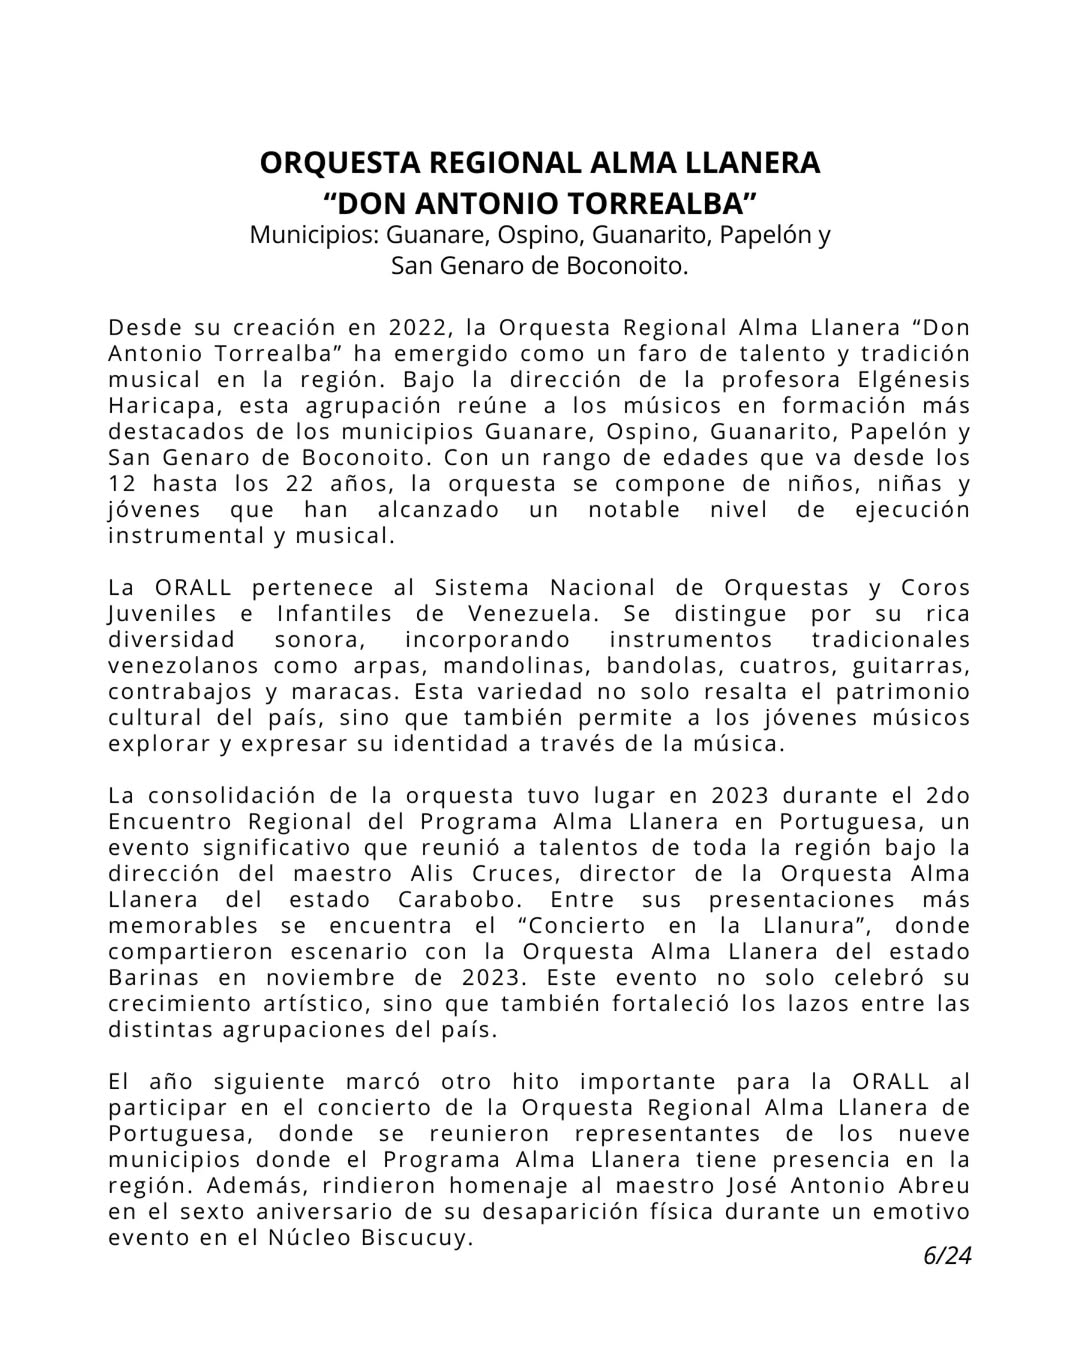 ORQUESTA REGIONAL ALMA LLANERA
“DON ANTONIO TORREALBA”
Municipios: Guanare, Ospino, Guanarito, Papelón y
San Genaro de Boconoito.
Desde su creación en 2022, la Orquesta Regional Alma Llanera “Don
Antonio Torrealba” ha emergido como un faro de talento y tradición
musical en la región. Bajo la dirección de la profesora Elgénesis
Haricapa, esta agrupación reúne a los músicos en formación más
destacados de los municipios Guanare, Ospino, Guanarito, Papelón y
San Genaro de Boconoito. Con un rango de edades que va desde los
12 hasta los 22 años, la orquesta se compone de niños, niñas y
jóvenes que han alcanzado un notable nivel de ejecución
instrumental y musical.
La ORALL pertenece al Sistema Nacional de Orquestas y Coros
Juveniles e Infantiles de Venezuela. Se distingue por su rica
diversidad sonora, incorporando instrumentos tradicionales
venezolanos como arpas, mandolinas, bandolas, cuatros, guitarras,
contrabajos y maracas. Esta variedad no solo resalta el patrimonio
cultural del país, sino que también permite a los jóvenes músicos
explorar y expresar su identidad a través de la música.
La consolidación de la orquesta tuvo lugar en 2023 durante el 2do
Encuentro Regional del Programa Alma Llanera en Portuguesa, un
evento significativo que reunió a talentos de toda la región bajo la
dirección del maestro Alis Cruces, director de la Orquesta Alma
Llanera del estado Carabobo. Entre sus presentaciones más
memorables se encuentra el “Concierto en la Llanura”, donde
compartieron escenario con la Orquesta Alma Llanera del estado
Barinas en noviembre de 2023. Este evento no solo celebró su
crecimiento artístico, sino que también fortaleció los lazos entre las
distintas agrupaciones del país.
El año siguiente marcó otro hito importante para la ORALL al
participar en el concierto de la Orquesta Regional Alma Llanera de
Portuguesa, donde se reunieron representantes de los nueve
municipios donde el Programa Alma Llanera tiene presencia en la
región. Además, rindieron homenaje al maestro José Antonio Abreu
en el sexto aniversario de su desaparición física durante un emotivo
evento en el Núcleo Biscucuy.
6/24